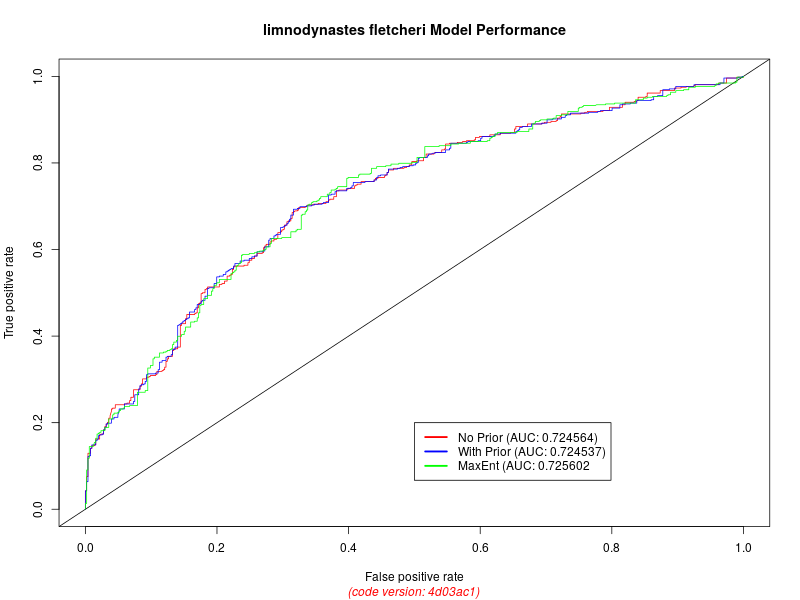 limnodynastes fletcheri Model Performance
True positive rate
1.0
0.8
0.6
0.4
0.2
0.0
No Prior (AUC: 0.724564)
With Prior (AUC: 0.724537)
MaxEnt (AUC: 0.725602
0.0 0.2 0.4 0.6 0.8 1.0
False positive rate
(code version: 4d03ac1)